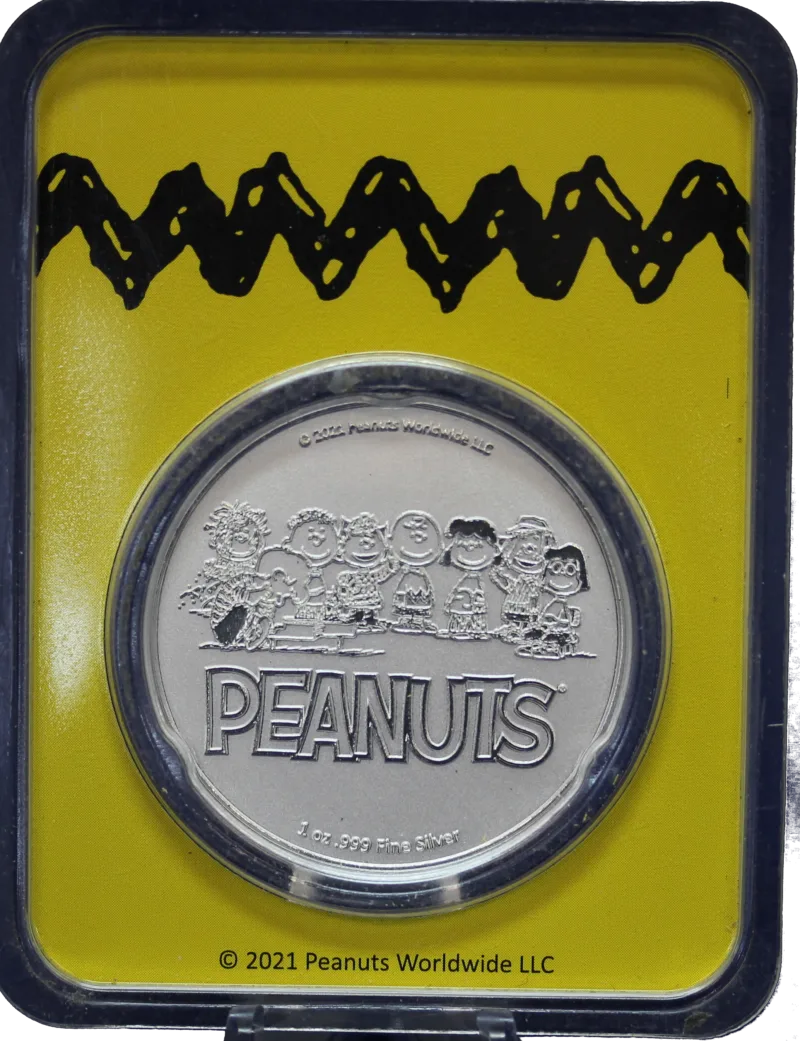 © 2021 Peanuts Worldwide LLC
PEANUTS®
1 oz .999 Fine Silver
© 2021 Peanuts Worldwide LLC